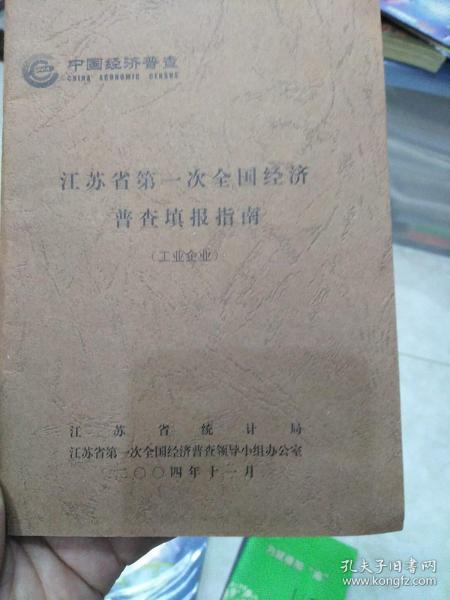 中国经济普查
CHINA ECONOMIC CENSUS
江苏省第一次全国经济
普查填报指南
（工业企业）
江苏省统计局
江苏省第一次全国经济普查领导小组办公室
二〇〇四年十一月
孔夫子旧书网